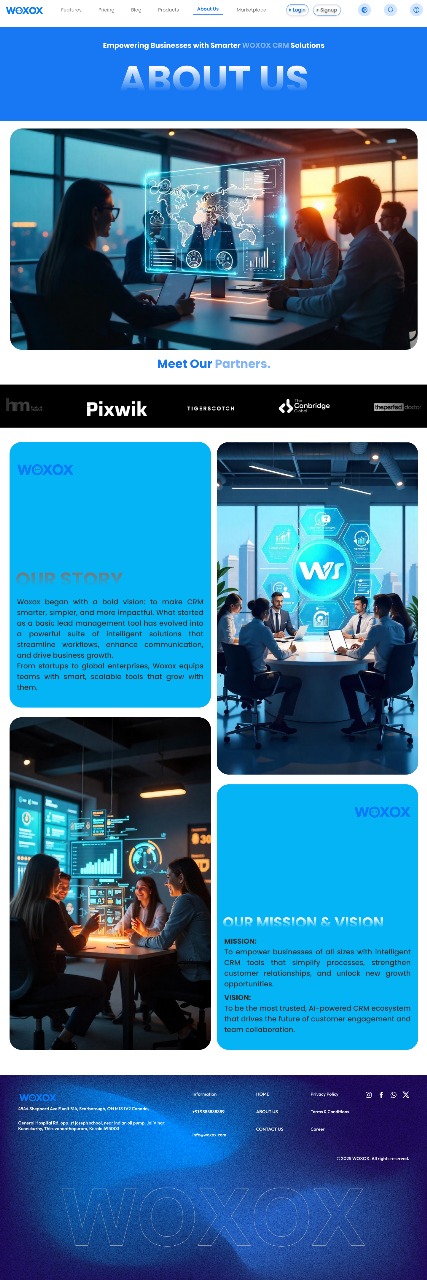 WOXOX
Features Pricing Blog Products About Us Marketplace Login Signup
Empowering Businesses with Smarter WOXOX CRM Solutions
ABOUT US
Meet Our Partners.
hm Pixwik TIGERSCOTCH The Conbridge Global theperfect doctor
WOXOX
OUR STORY
Woxox began with a bold vision: to make CRM
smarter, simpler, and more impactful. What started
as a basic lead management tool has evolved into
a powerful suite of intelligent solutions that
streamline workflows, enhance communication,
and drive business growth.
From startups to global enterprises, Woxox equips
teams with smart, scalable tools that grow with
them.
WOXOX
OUR MISSION & VISION
MISSION:
To empower businesses of all sizes with intelligent
CRM tools that simplify processes, strengthen
customer relationships, and unlock new growth
opportunities.
VISION:
To be the most trusted, AI-powered CRM ecosystem
that drives the future of customer engagement and
team collaboration.
WOXOX
Information HOME Privacy Policy
ABOUT US Terms & Conditions
info@woxox.com CONTACT US Career
© 2025 WOXOX. All rights reserved.
WOXOX